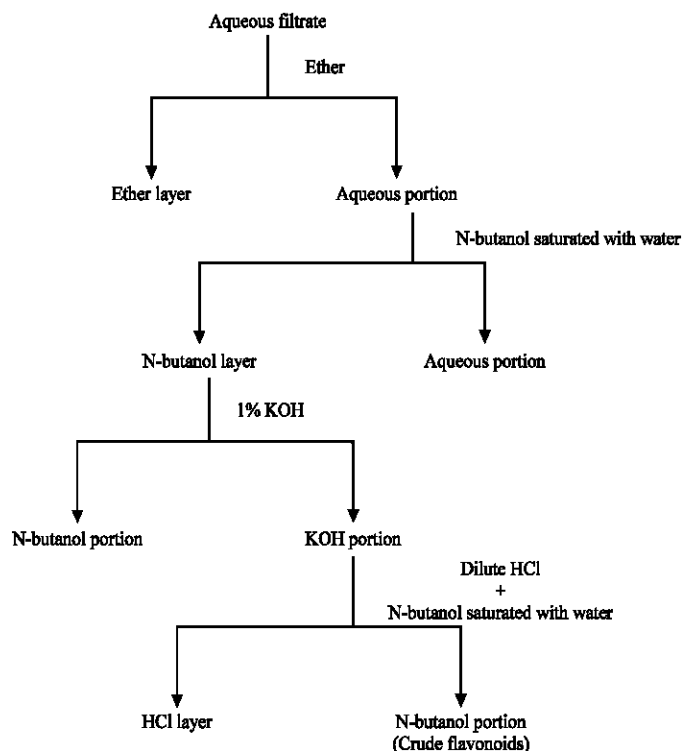 Aqueous filtrate
Ether
Ether layer
Aqueous portion
N-butanol saturated with water
N-butanol layer
Aqueous portion
1% KOH
N-butanol portion
KOH portion
Dilute HCl
+
N-butanol saturated with water
HCl layer
N-butanol portion
(Crude flavonoids)